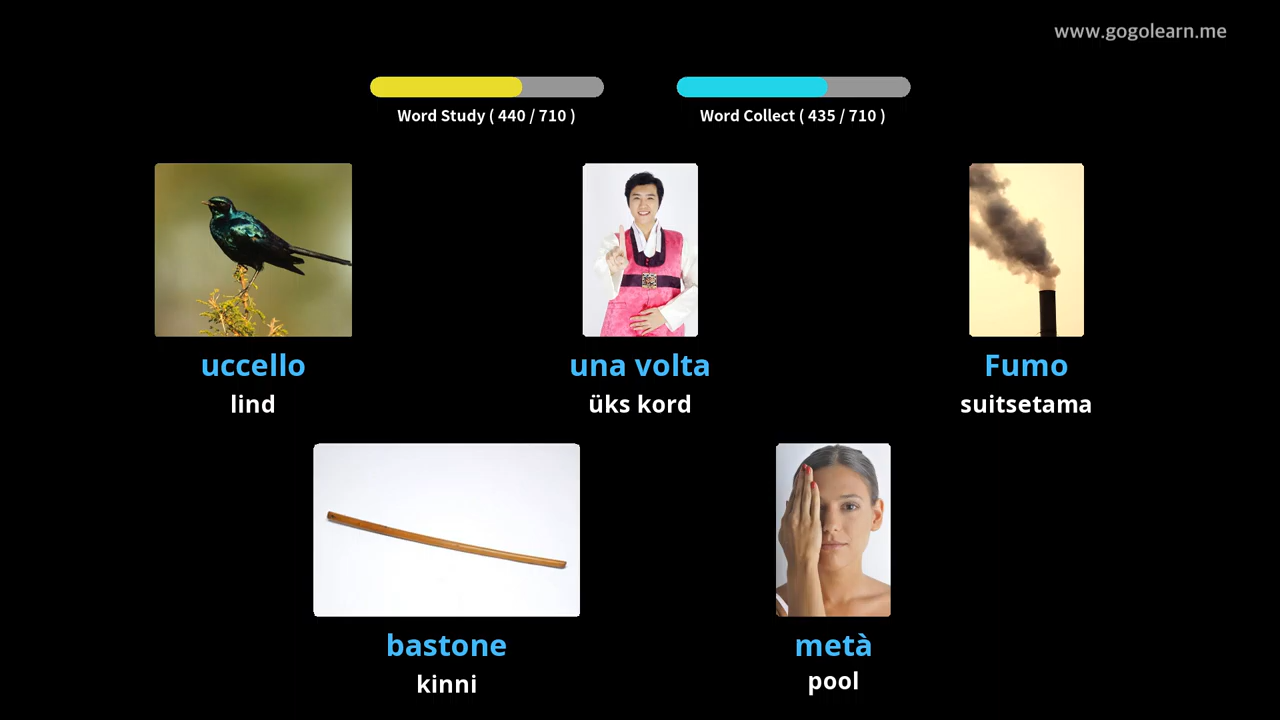 www.gogolearn.me
Word Study ( 440 / 710 )
Word Collect ( 435 / 710 )
uccello
lind
una volta
üks kord
Fumo
suitsetama
bastone
kinni
metà
pool